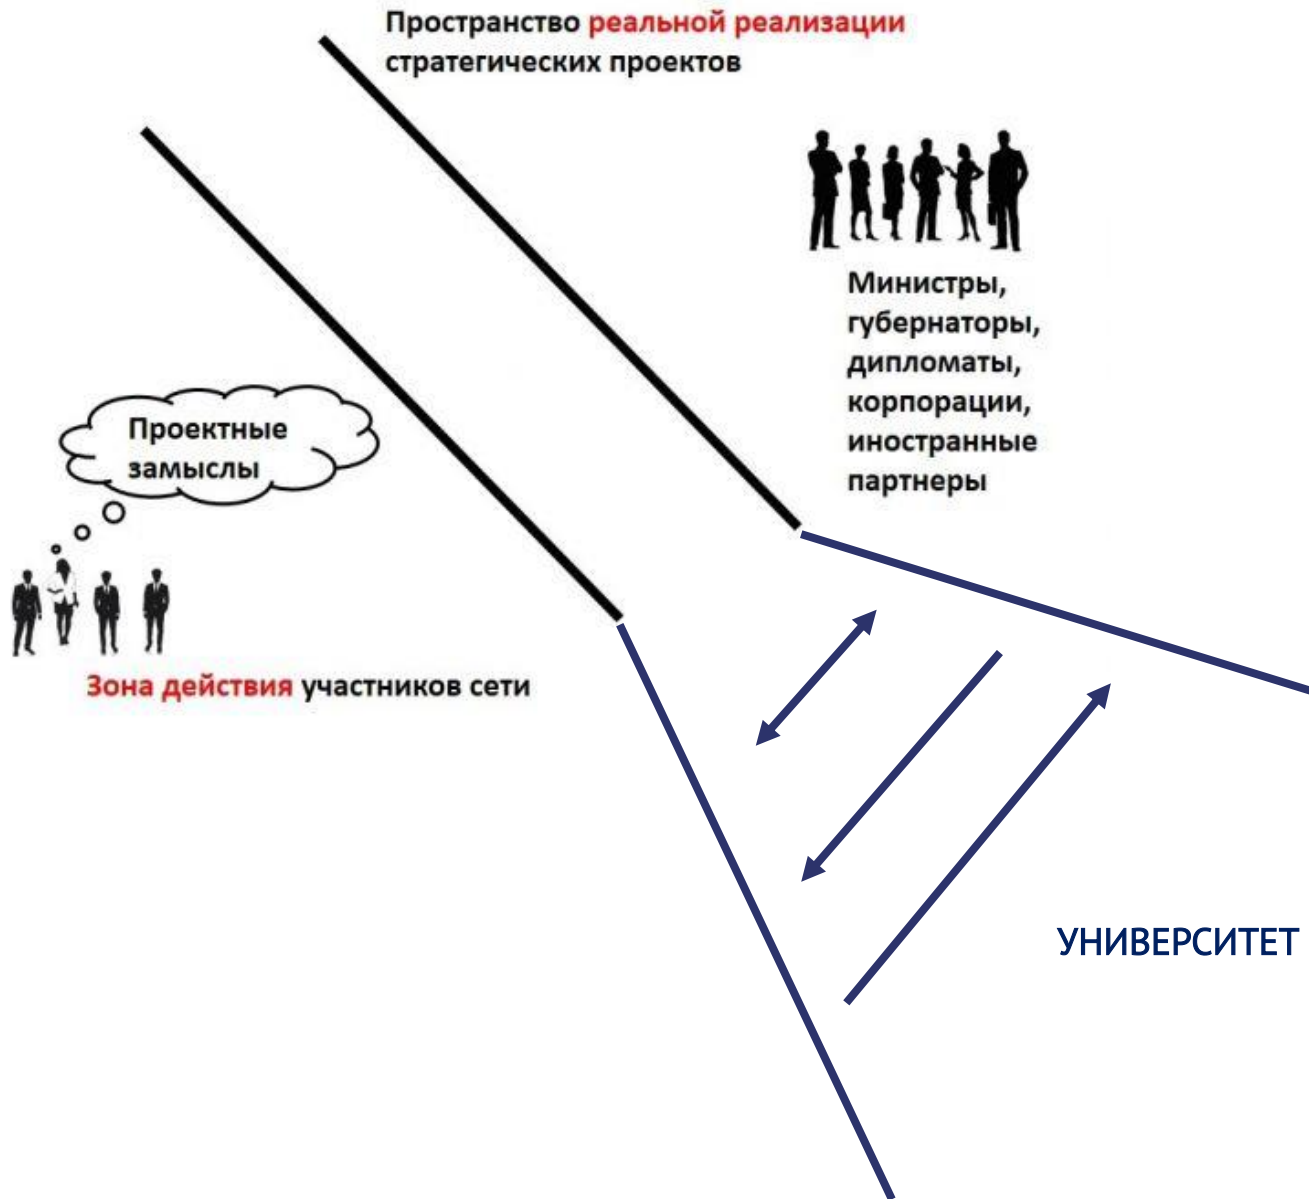 Пространство реальной реализации
стратегических проектов
Министры,
губернаторы,
дипломаты,
корпорации,
иностранные
партнеры
Проектные
замыслы
Зона действия участников сети
УНИВЕРСИТЕТ